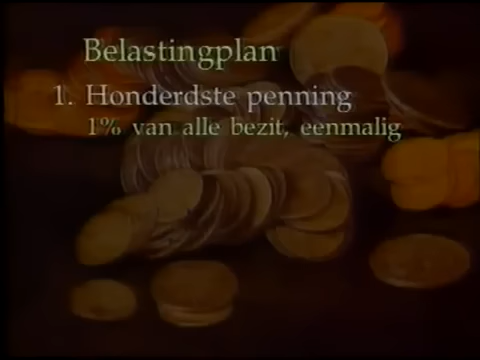 Belastingplan
1. Honderdste penning
1% van alle bezit, eenmalig